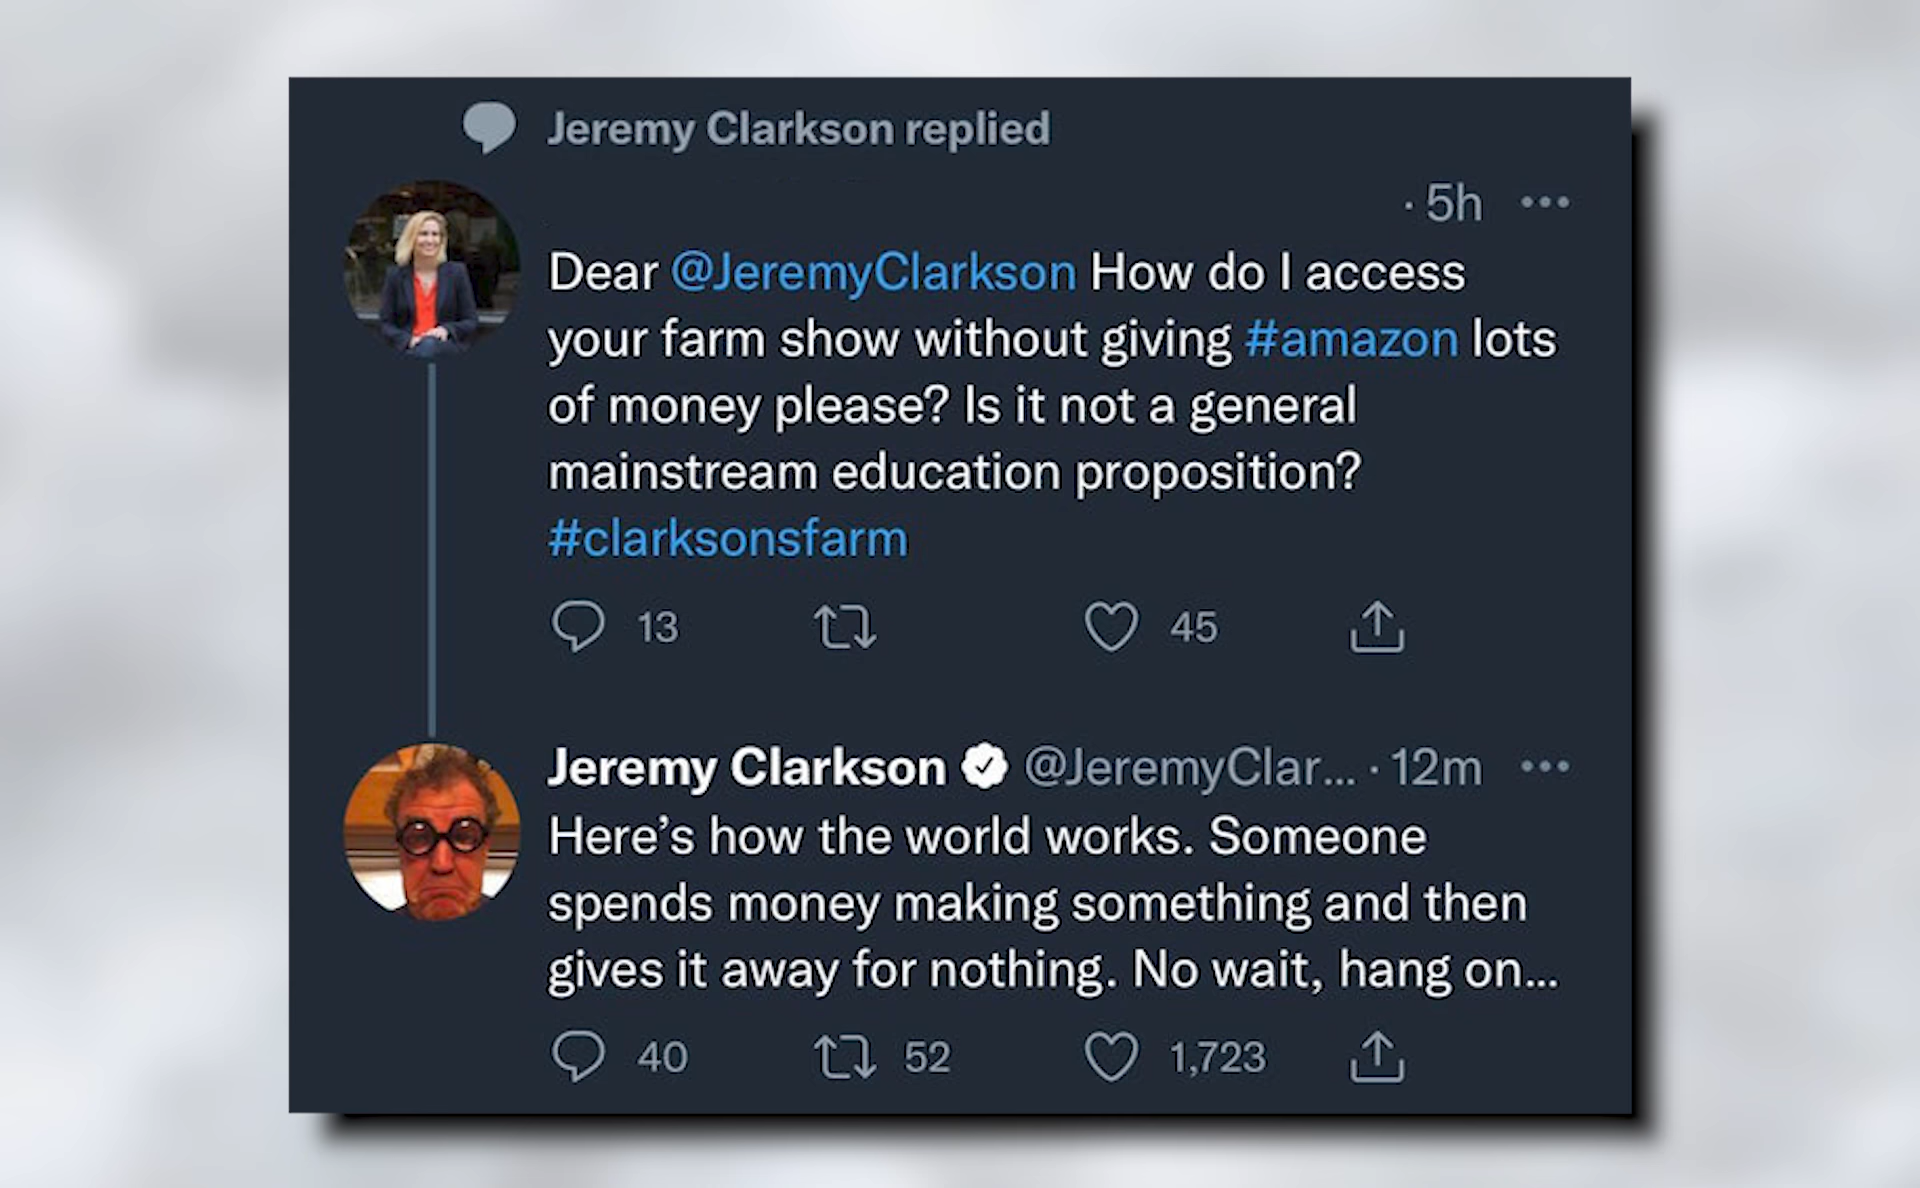 Jeremy Clarkson replied
· 5h
Dear @JeremyClarkson How do I access
your farm show without giving #amazon lots
of money please? Is it not a general
mainstream education proposition?
#clarksonsfarm
13 45
Jeremy Clarkson @JeremyClar... · 12m
Here’s how the world works. Someone
spends money making something and then
gives it away for nothing. No wait, hang on...
40 52 1,723